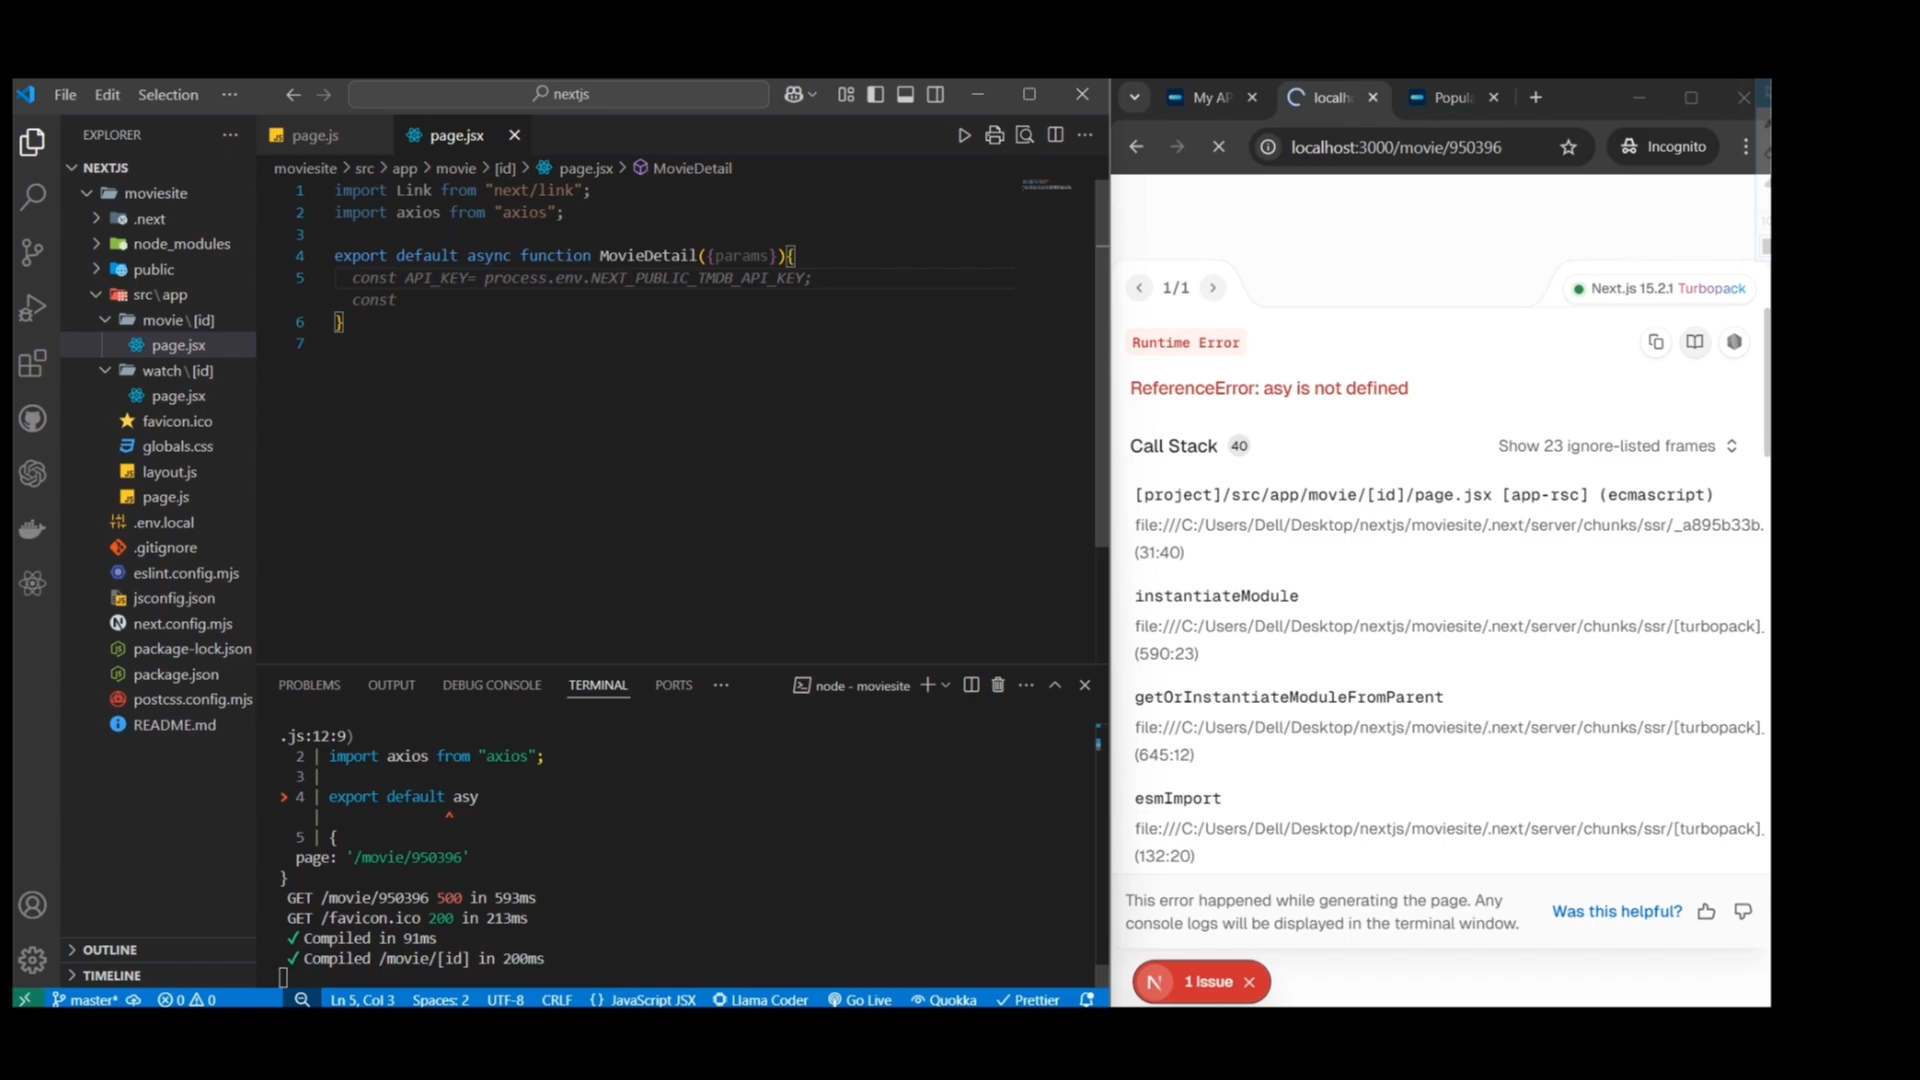 File Edit Selection ··· nextjs
EXPLORER ···
NEXTJS
moviesite
.next
node_modules
public
src\app
movie\[id]
page.jsx
watch\[id]
page.jsx
favicon.ico
globals.css
layout.js
page.js
.env.local
.gitignore
eslint.config.mjs
jsconfig.json
next.config.mjs
package-lock.json
package.json
postcss.config.mjs
README.md
OUTLINE
TIMELINE
page.js page.jsx
moviesite > src > app > movie > [id] > page.jsx > MovieDetail
1 import Link from "next/link";
2 import axios from "axios";
3
4 export default async function MovieDetail({params}){
5 const API_KEY= process.env.NEXT_PUBLIC_TMDB_API_KEY;
const
6 }
7
PROBLEMS OUTPUT DEBUG CONSOLE TERMINAL PORTS ··· node - moviesite
.js:12:9)
2 | import axios from "axios";
3 |
> 4 | export default asy
| ^
5 | {
page: '/movie/950396'
}
GET /movie/950396 500 in 593ms
GET /favicon.ico 200 in 213ms
✓ Compiled in 91ms
✓ Compiled /movie/[id] in 200ms
master* 0 0 Ln 5, Col 3 Spaces: 2 UTF-8 CRLF {} JavaScript JSX Llama Coder Go Live Quokka Prettier
My AP localh Popula
localhost:3000/movie/950396 Incognito
1/1 Next.js 15.2.1 Turbopack
Runtime Error
ReferenceError: asy is not defined
Call Stack 40 Show 23 ignore-listed frames
[project]/src/app/movie/[id]/page.jsx [app-rsc] (ecmascript)
file:///C:/Users/Dell/Desktop/nextjs/moviesite/.next/server/chunks/ssr/_a895b33b.
(31:40)
instantiateModule
file:///C:/Users/Dell/Desktop/nextjs/moviesite/.next/server/chunks/ssr/[turbopack].
(590:23)
getOrInstantiateModuleFromParent
file:///C:/Users/Dell/Desktop/nextjs/moviesite/.next/server/chunks/ssr/[turbopack].
(645:12)
esmImport
file:///C:/Users/Dell/Desktop/nextjs/moviesite/.next/server/chunks/ssr/[turbopack].
(132:20)
This error happened while generating the page. Any
console logs will be displayed in the terminal window.
Was this helpful?
N 1 Issue